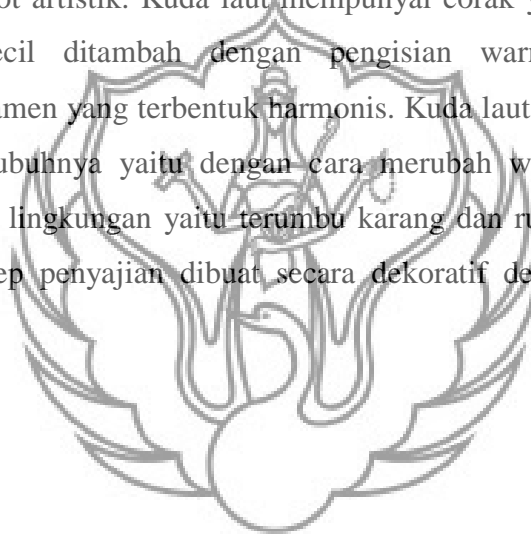 ot artistik. Kuda laut mempunyai corak
ecil ditambah dengan pengisian warn
amen yang terbentuk harmonis. Kuda laut
ubuhnya yaitu dengan cara merubah w
lingkungan yaitu terumbu karang dan ru
ep penyajian dibuat secara dekoratif de